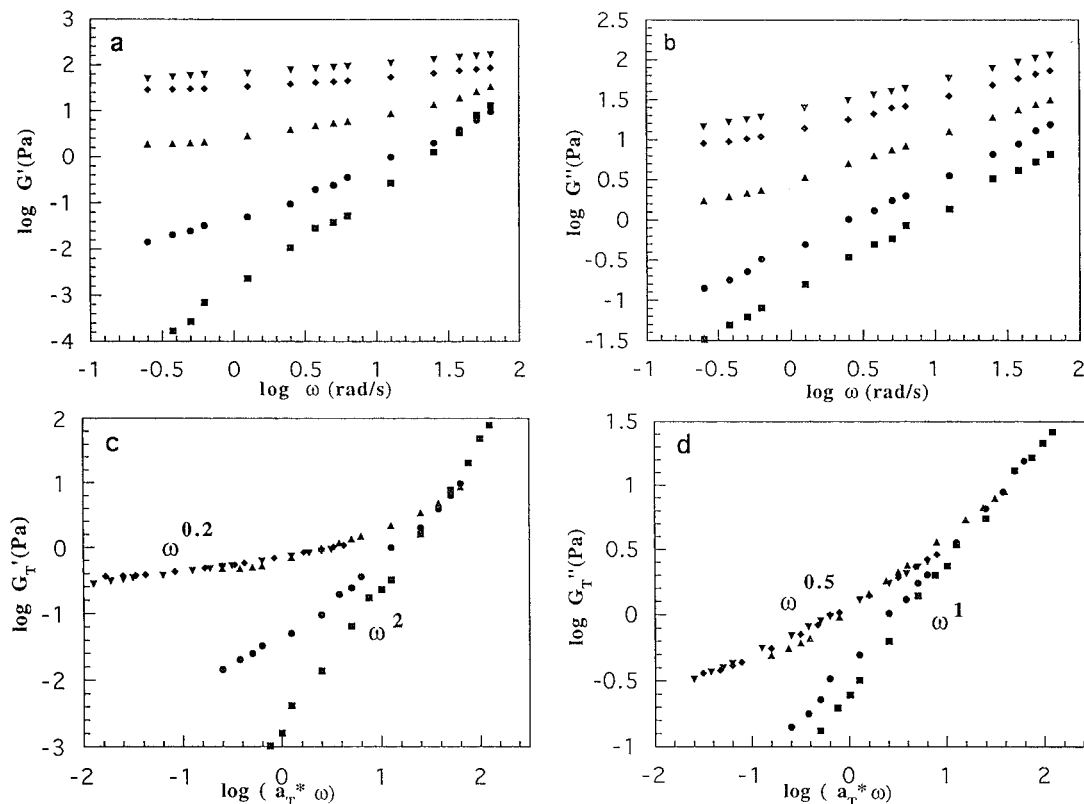 a
log G'(Pa)
3
2
1
0
-1
-2
-3
-4
-1 -0.5 0 0.5 1 1.5 2
log ω (rad/s)
b
log G"(Pa)
2.5
2
1.5
1
0.5
0
-0.5
-1
-1.5
-1 -0.5 0 0.5 1 1.5 2
log ω (rad/s)
c
log G_T'(Pa)
2
1
0
-1
-2
-3
ω^0.2
ω^2
-2 -1 0 1 2
log ( a_T* ω)
d
log G_T"(Pa)
1.5
1
0.5
0
-0.5
-1
ω^0.5
ω^1
-2 -1 0 1 2
log ( a_T* ω)